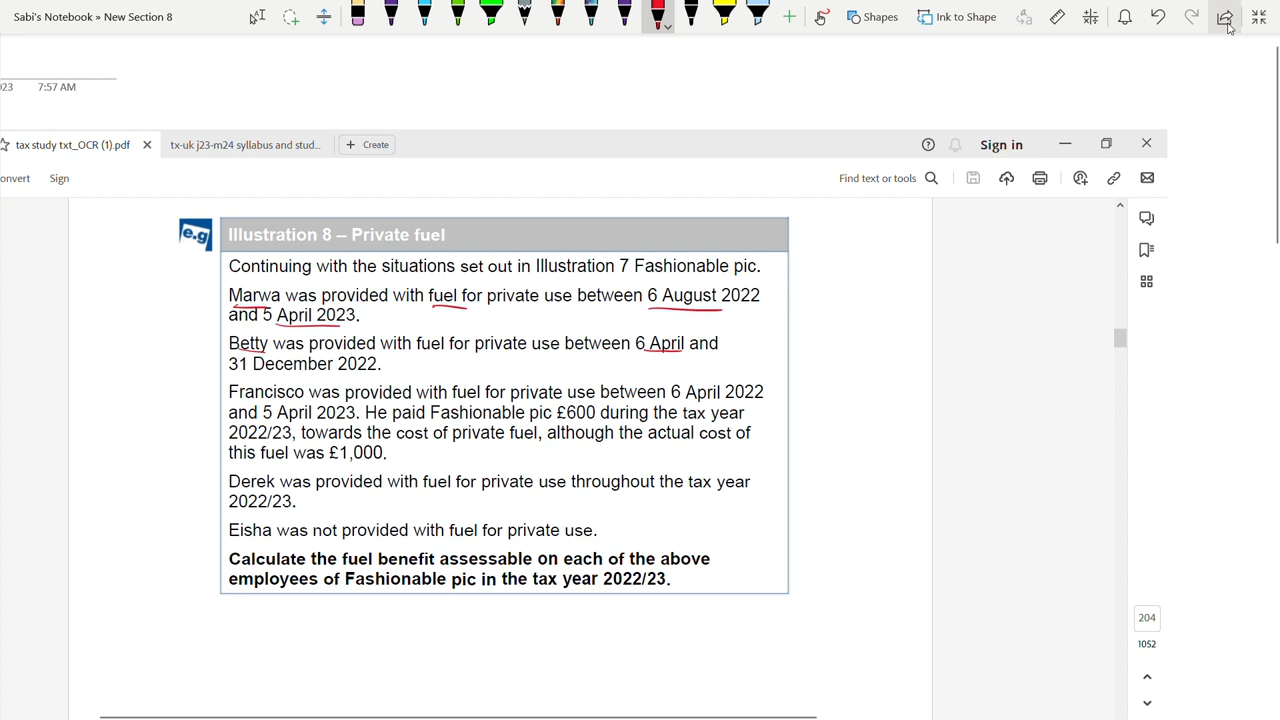 Sabi's Notebook » New Section 8
Shapes
Ink to Shape
23 7:57 AM
tax study txt_OCR (1).pdf
tx-uk j23-m24 syllabus and stud...
Create
Sign in
onvert Sign
Find text or tools
e.g
Illustration 8 – Private fuel
Continuing with the situations set out in Illustration 7 Fashionable pic.
Marwa was provided with fuel for private use between 6 August 2022
and 5 April 2023.
Betty was provided with fuel for private use between 6 April and
31 December 2022.
Francisco was provided with fuel for private use between 6 April 2022
and 5 April 2023. He paid Fashionable pic £600 during the tax year
2022/23, towards the cost of private fuel, although the actual cost of
this fuel was £1,000.
Derek was provided with fuel for private use throughout the tax year
2022/23.
Eisha was not provided with fuel for private use.
Calculate the fuel benefit assessable on each of the above
employees of Fashionable pic in the tax year 2022/23.
204
1052